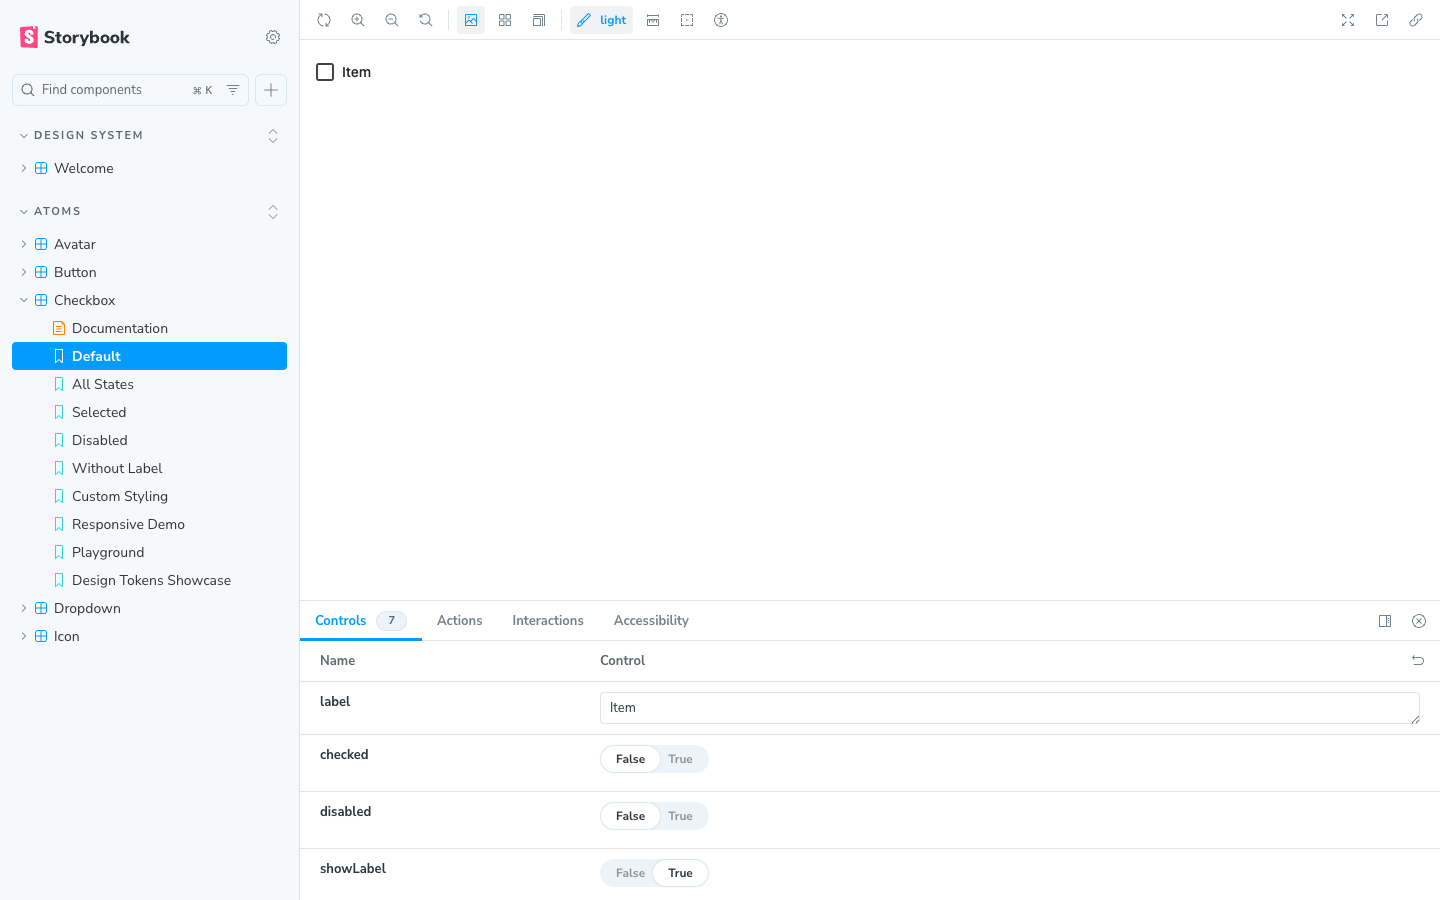 Storybook
Find components
⌘ K
DESIGN SYSTEM
Welcome
ATOMS
Avatar
Button
Checkbox
Documentation
Default
All States
Selected
Disabled
Without Label
Custom Styling
Responsive Demo
Playground
Design Tokens Showcase
Dropdown
Icon
light
Item
Controls 7 Actions Interactions Accessibility
Name Control
label Item
checked False True
disabled False True
showLabel False True